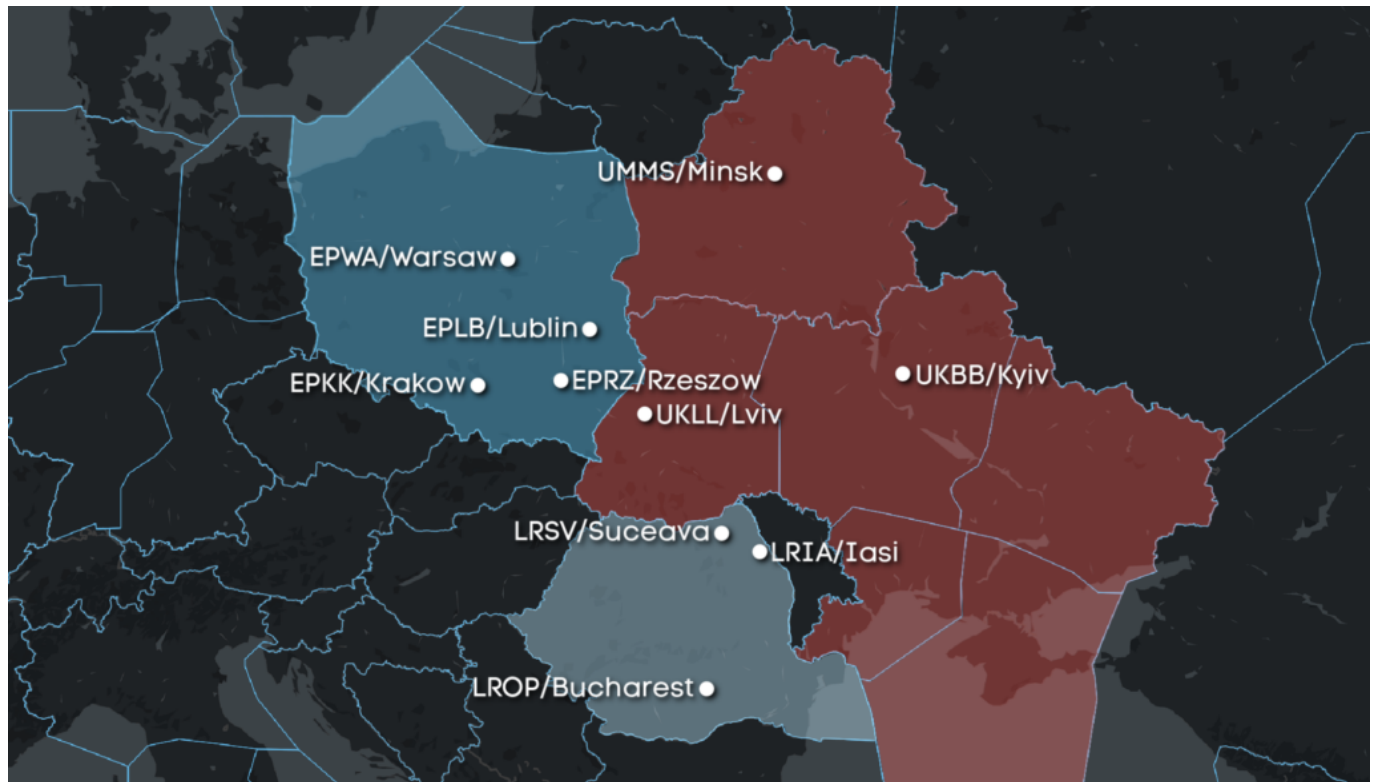 UMMS/Minsk
EPWA/Warsaw
EPLB/Lublin
EPKK/Krakow
EPRZ/Rzeszow
UKBB/Kyiv
UKLL/Lviv
LRSV/Suceava
LRIA/Iasi
LROP/Bucharest